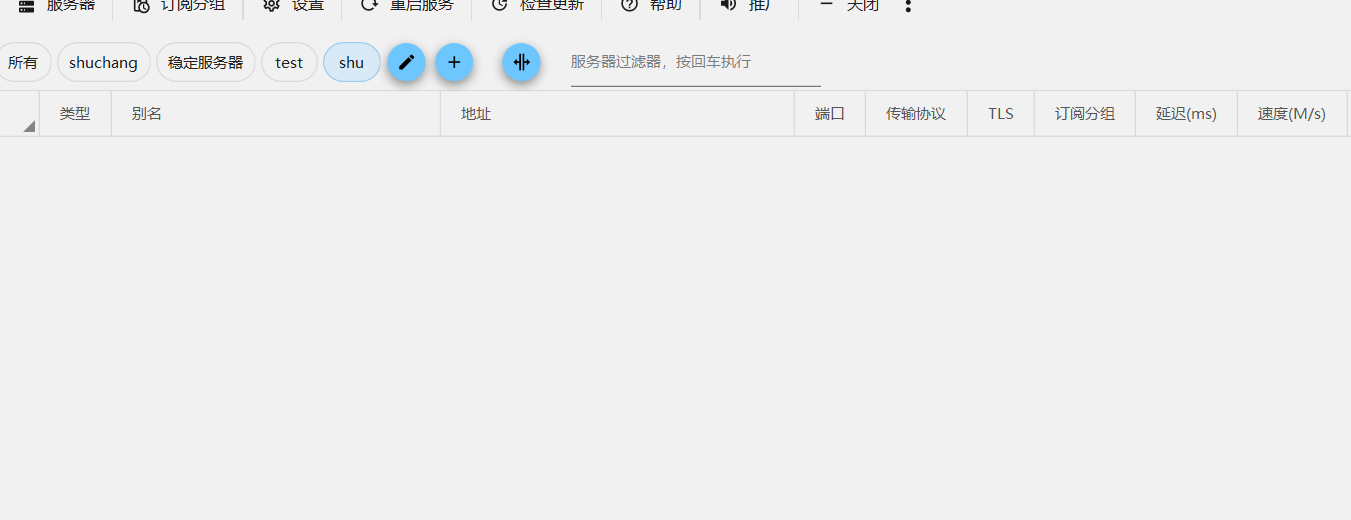 服务器 订阅分组 设置 重启服务 检查更新 帮助 推广 关闭
所有 shuchang 稳定服务器 test shu 服务器过滤器，按回车执行
类型 别名 地址 端口 传输协议 TLS 订阅分组 延迟(ms) 速度(M/s)